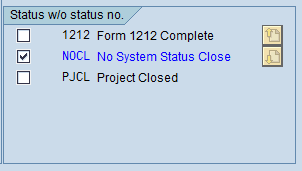 Status w/o status no.
1212 Form 1212 Complete
NOCL No System Status Close
PJCL Project Closed